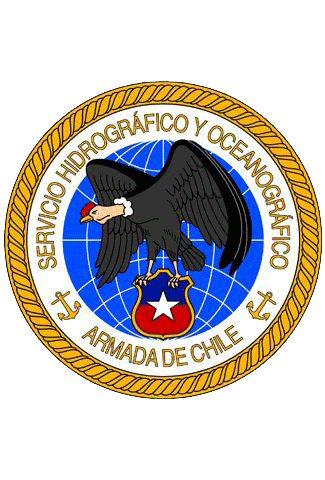 SERVICIO HIDROGRÁFICO Y OCEANOGRÁFICO
ARMADA DE CHILE